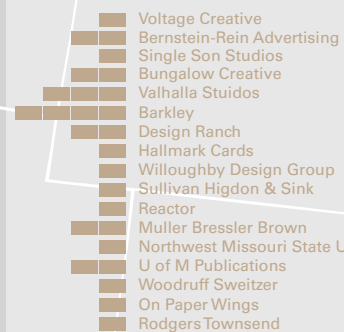 Voltage Creative
Bernstein-Rein Advertising
Single Son Studios
Bungalow Creative
Valhalla Stuidos
Barkley
Design Ranch
Hallmark Cards
Willoughby Design Group
Sullivan Higdon & Sink
Reactor
Muller Bressler Brown
Northwest Missouri State U
U of M Publications
Woodruff Sweitzer
On Paper Wings
Rodgers Townsend